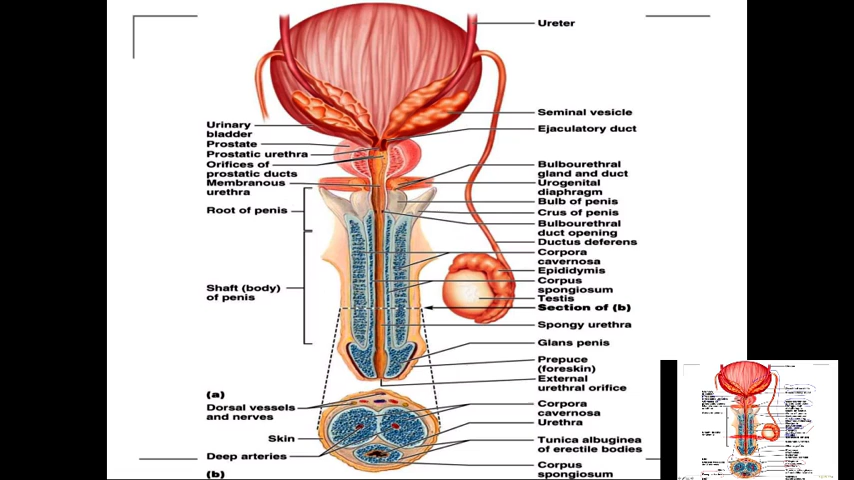 Ureter
Seminal vesicle
Ejaculatory duct
Urinary
bladder
Prostate
Prostatic urethra
Orifices of
prostatic ducts
Membranous
urethra
Root of penis
Shaft (body)
of penis
Bulbourethral
gland and duct
Urogenital
diaphragm
Bulb of penis
Crus of penis
Bulbourethral
duct opening
Ductus deferens
Corpora
cavernosa
Epididymis
Corpus
spongiosum
Testis
Section of (b)
Spongy urethra
Glans penis
Prepuce
(foreskin)
External
urethral orifice
(a)
Dorsal vessels
and nerves
Skin
Deep arteries
(b)
Corpora
cavernosa
Urethra
Tunica albuginea
of erectile bodies
Corpus
spongiosum